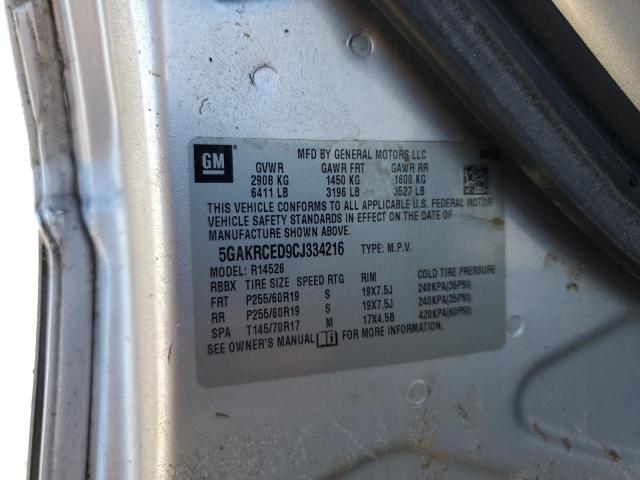 GM
MFD BY GENERAL MOTORS LLC
GVWR GAWR FRT GAWR RR
2908 KG 1450 KG 1600 KG
6411 LB 3196 LB 3527 LB
THIS VEHICLE CONFORMS TO ALL APPLICABLE U.S. FEDERAL MOTOR
VEHICLE SAFETY STANDARDS IN EFFECT ON THE DATE OF
MANUFACTURE SHOWN ABOVE.
5GAKRCED9CJ334216 TYPE: M.P.V.
MODEL: R14526
RBBX TIRE SIZE SPEED RTG RIM COLD TIRE PRESSURE
FRT P255/60R19 S 19X7.5J 240KPA(35PSI)
RR P255/60R19 S 19X7.5J 240KPA(35PSI)
SPA T145/70R17 M 17X4.5B 420KPA(60PSI)
SEE OWNER'S MANUAL FOR MORE INFORMATION.